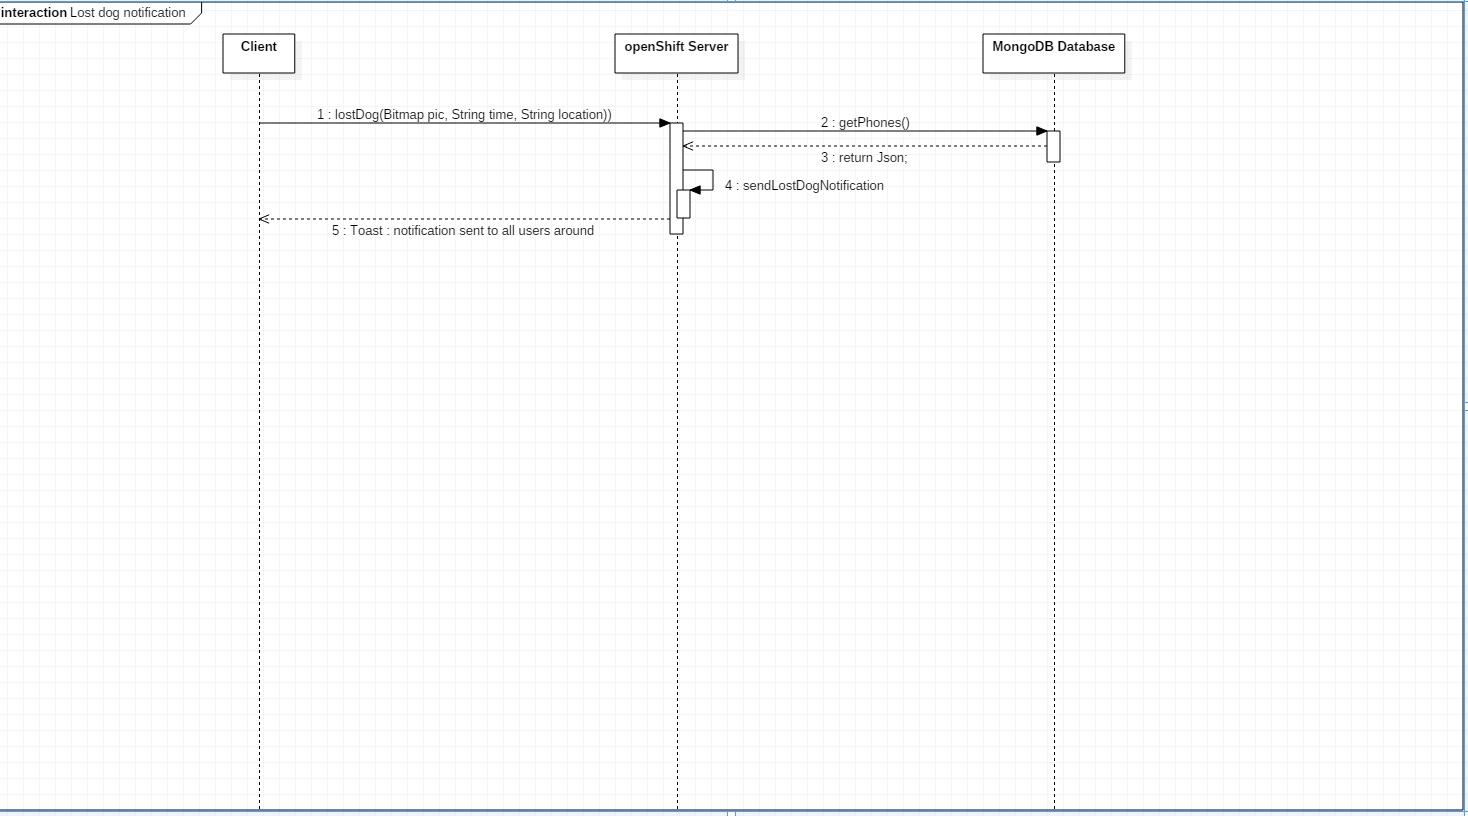 interaction Lost dog notification
Client
openShift Server
MongoDB Database
1 : lostDog(Bitmap pic, String time, String location))
2 : getPhones()
3 : return Json;
4 : sendLostDogNotification
5 : Toast : notification sent to all users around